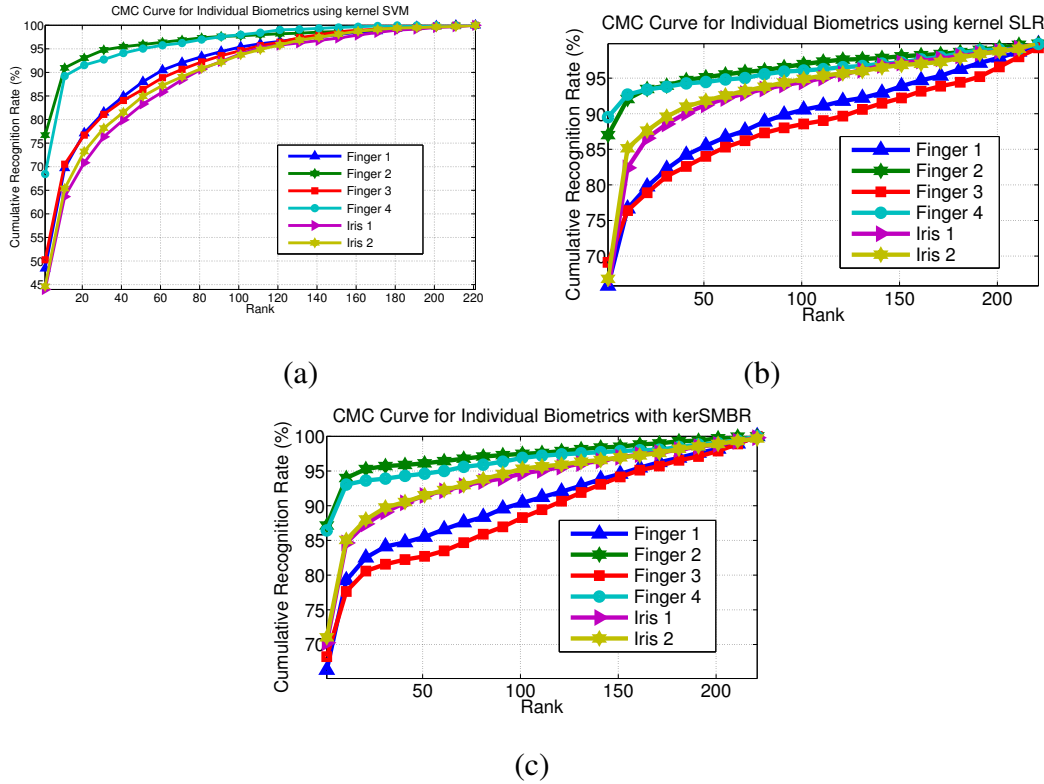 CMC Curve for Individual Biometrics using kernel SVM
Cumulative Recognition Rate (%)
100
95
90
85
80
75
70
65
60
55
50
45
20 40 60 80 100 120 140 160 180 200 220
Rank
Finger 1
Finger 2
Finger 3
Finger 4
Iris 1
Iris 2
(a)
CMC Curve for Individual Biometrics using kernel SLR
Cumulative Recognition Rate (%)
95
90
85
80
75
70
50 100 150 200
Rank
Finger 1
Finger 2
Finger 3
Finger 4
Iris 1
Iris 2
(b)
CMC Curve for Individual Biometrics with kerSMBR
Cumulative Recognition Rate (%)
100
95
90
85
80
75
70
50 100 150 200
Rank
Finger 1
Finger 2
Finger 3
Finger 4
Iris 1
Iris 2
(c)